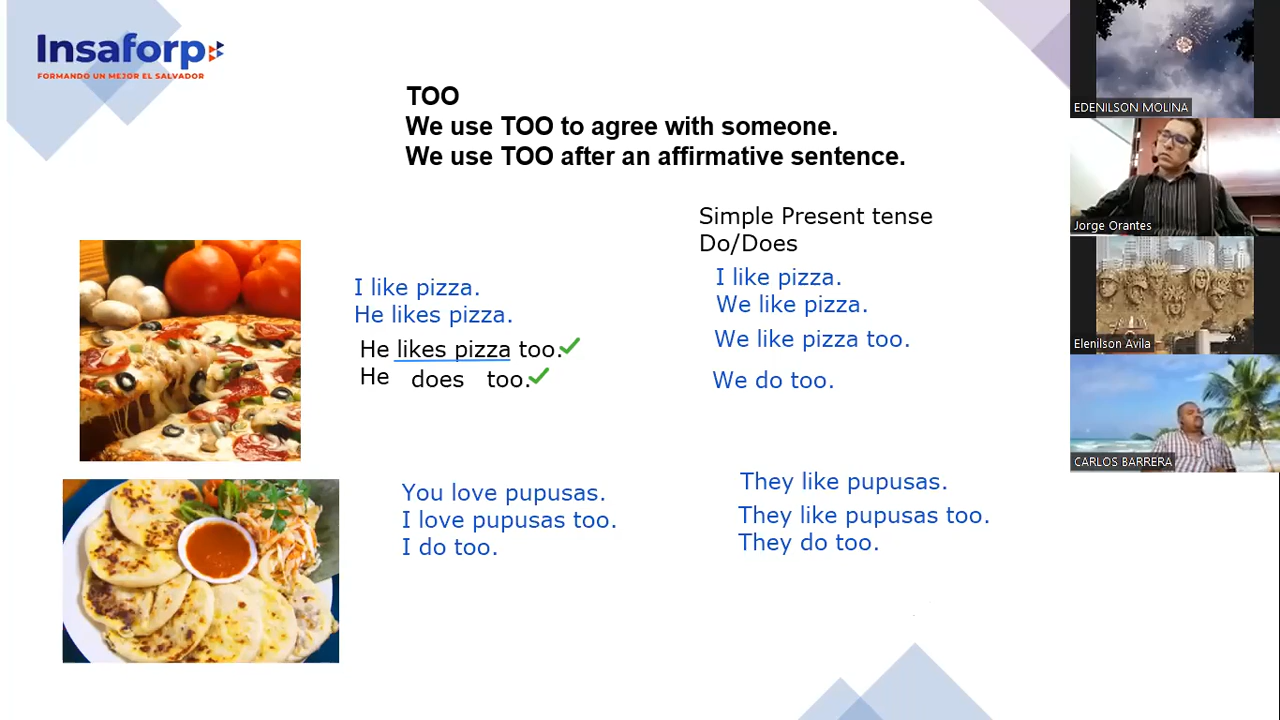 Insaforp
FORMANDO UN MEJOR EL SALVADOR
TOO
We use TOO to agree with someone.
We use TOO after an affirmative sentence.
Simple Present tense
Do/Does
I like pizza.
He likes pizza.
He likes pizza too.
He does too.
I like pizza.
We like pizza.
We like pizza too.
We do too.
You love pupusas.
I love pupusas too.
I do too.
They like pupusas.
They like pupusas too.
They do too.
EDENILSON MOLINA
Jorge Orantes
Elenilson Avila
CARLOS BARRERA